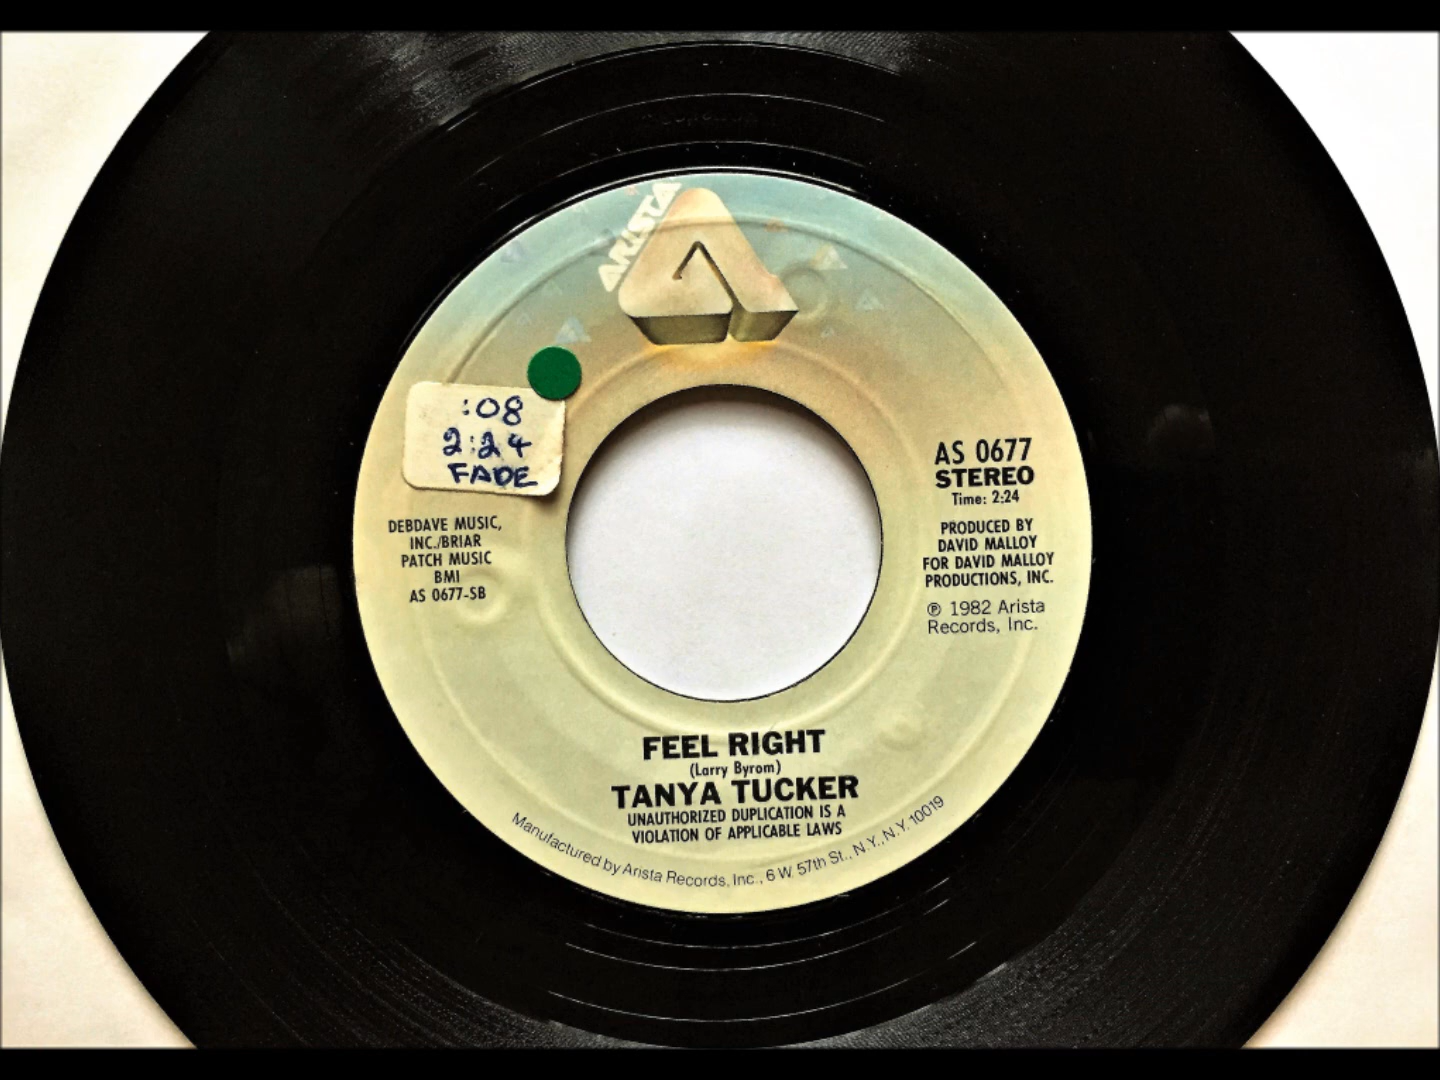 ARISTA
:08
2:24
FADE
DEBDAVE MUSIC,
INC./BRIAR
PATCH MUSIC
BMI
AS 0677-SB
AS 0677
STEREO
Time: 2:24
PRODUCED BY
DAVID MALLOY
FOR DAVID MALLOY
PRODUCTIONS, INC.
℗ 1982 Arista
Records, Inc.
FEEL RIGHT
(Larry Byrom)
TANYA TUCKER
UNAUTHORIZED DUPLICATION IS A
VIOLATION OF APPLICABLE LAWS
Manufactured by Arista Records, Inc., 6 W. 57th St., N.Y., N.Y. 10019